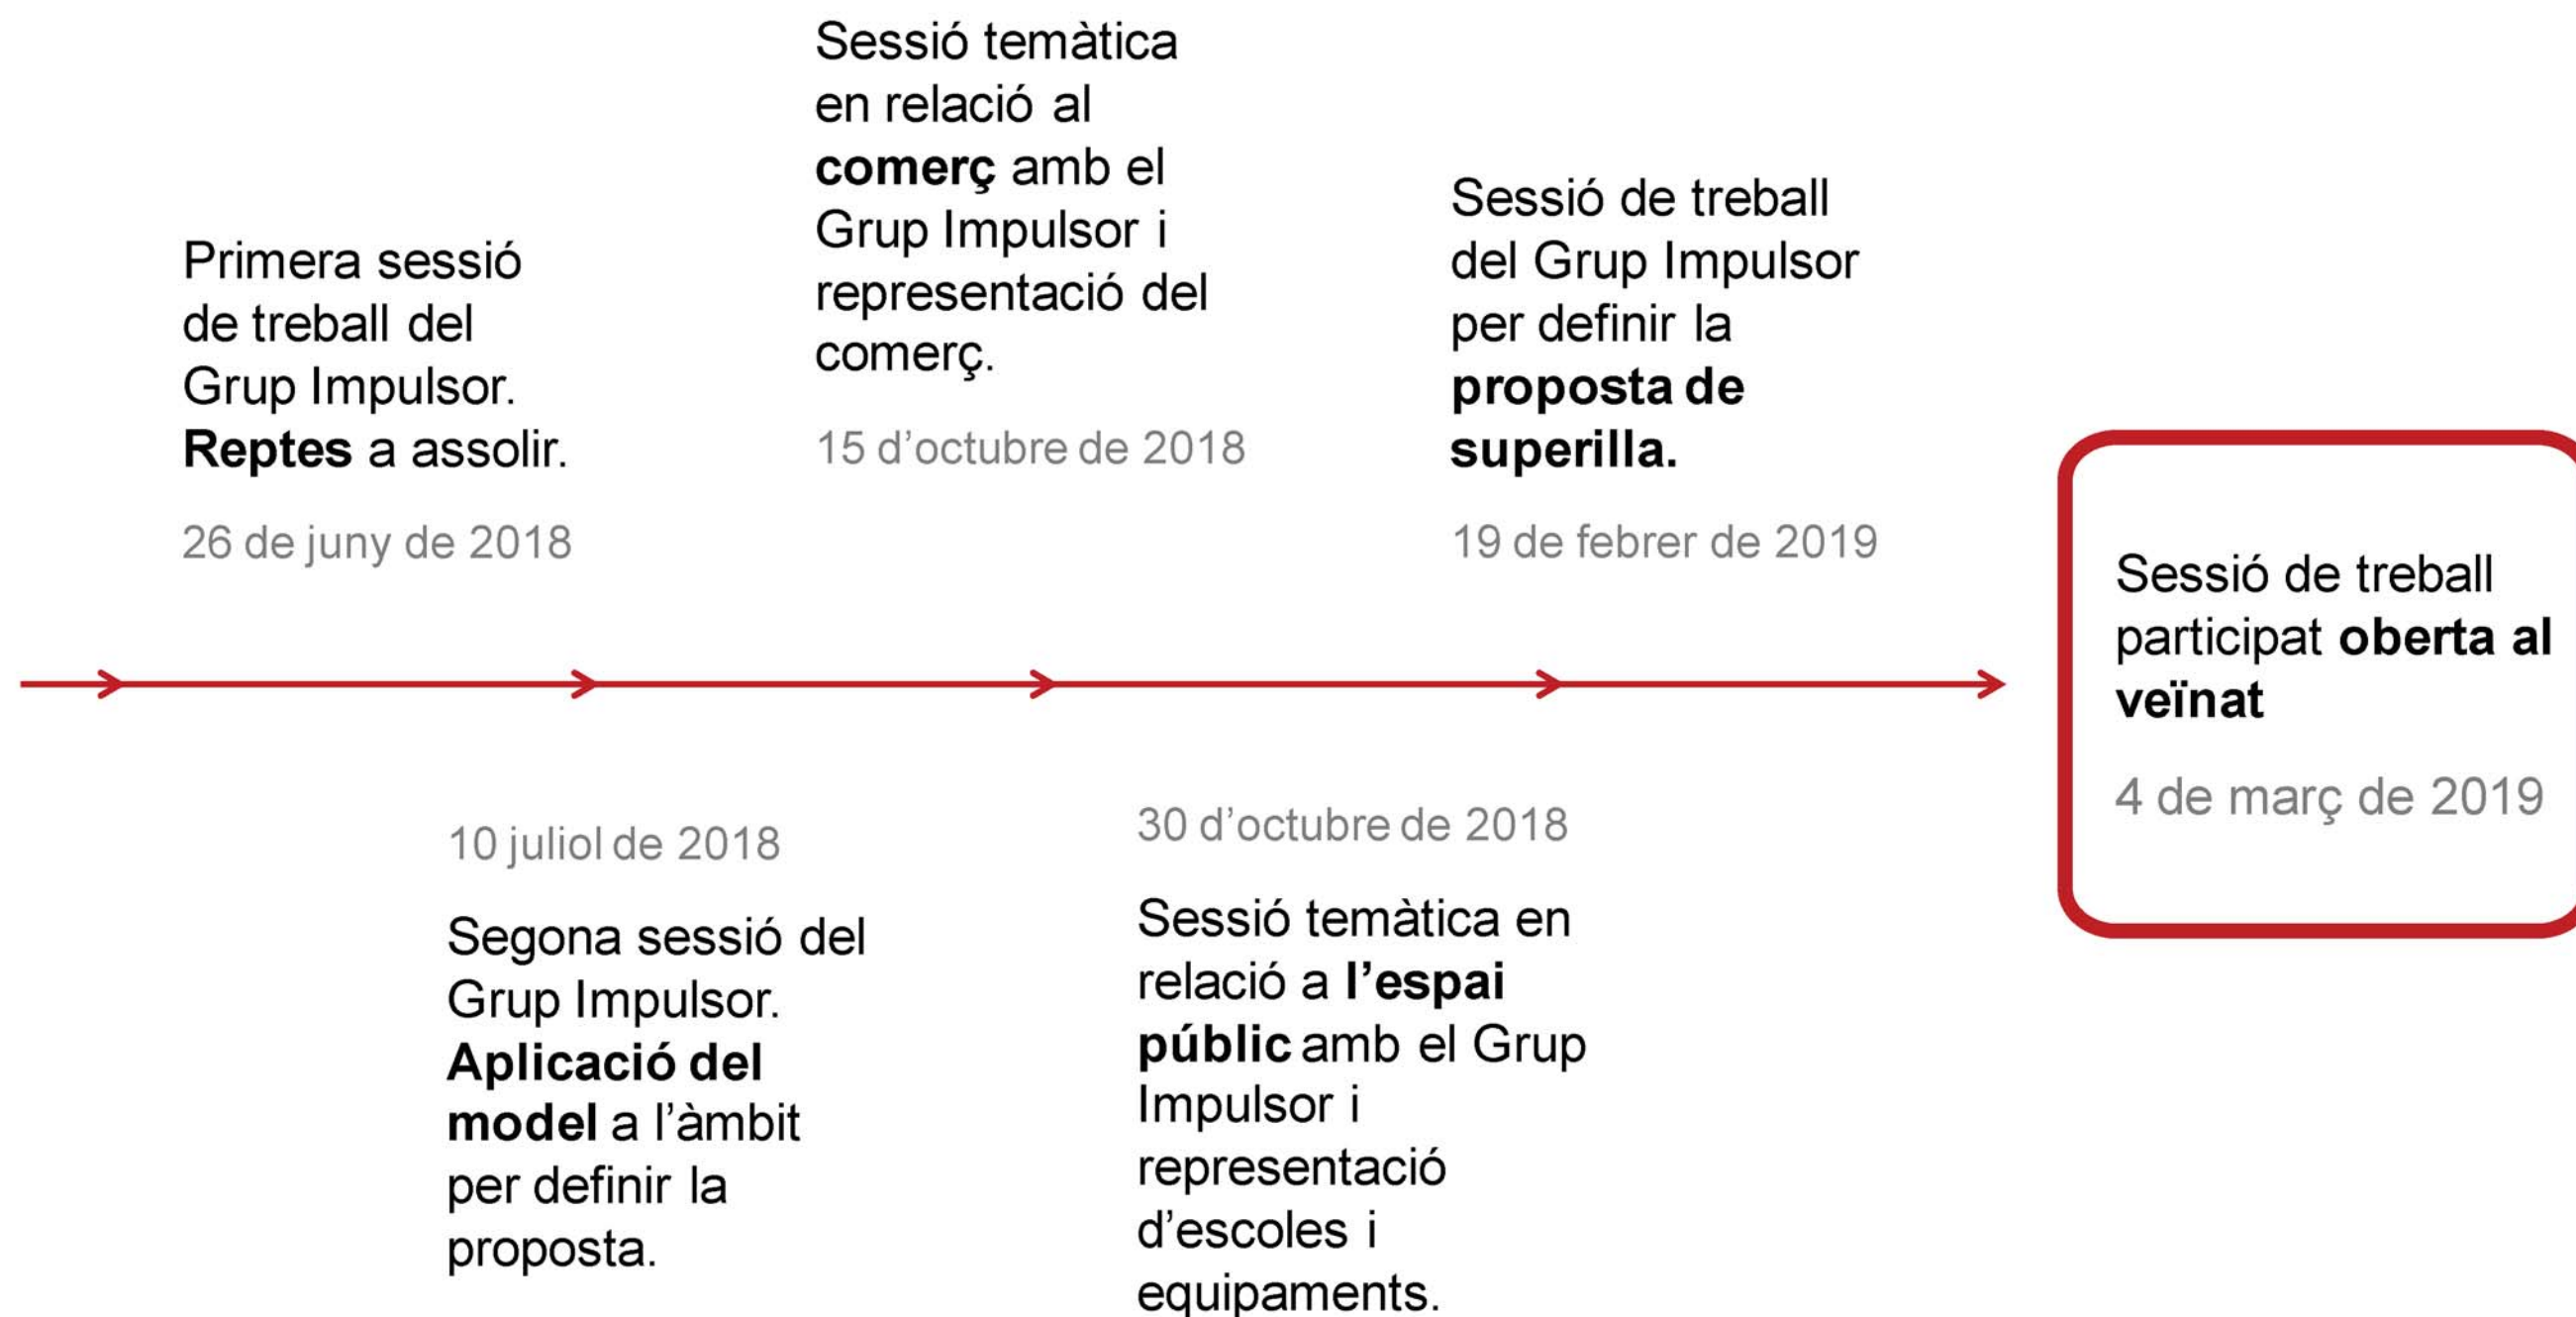 Primera sessió
de treball del
Grup Impulsor.
Reptes a assolir.
26 de juny de 2018
10 juliol de 2018
Segona sessió del
Grup Impulsor.
Aplicació del
model a l’àmbit
per definir la
proposta.
Sessió temàtica
en relació al
comerç amb el
Grup Impulsor i
representació del
comerç.
15 d’octubre de 2018
30 d’octubre de 2018
Sessió temàtica en
relació a l’espai
públic amb el Grup
Impulsor i
representació
d’escoles i
equipaments.
Sessió de treball
del Grup Impulsor
per definir la
proposta de
superilla.
19 de febrer de 2019
Sessió de treball
participat oberta al
veïnat
4 de març de 2019